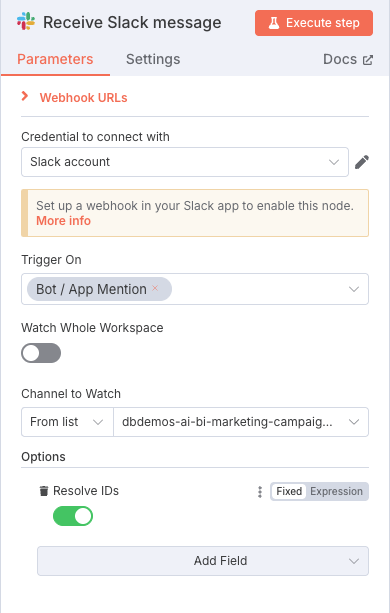 Receive Slack message
Execute step
Parameters
Settings
Docs
Webhook URLs
Credential to connect with
Slack account
Set up a webhook in your Slack app to enable this node.
More info
Trigger On
Bot / App Mention ×
Watch Whole Workspace
Channel to Watch
From list
dbdemos-ai-bi-marketing-campaig...
Options
Resolve IDs
Fixed
Expression
Add Field